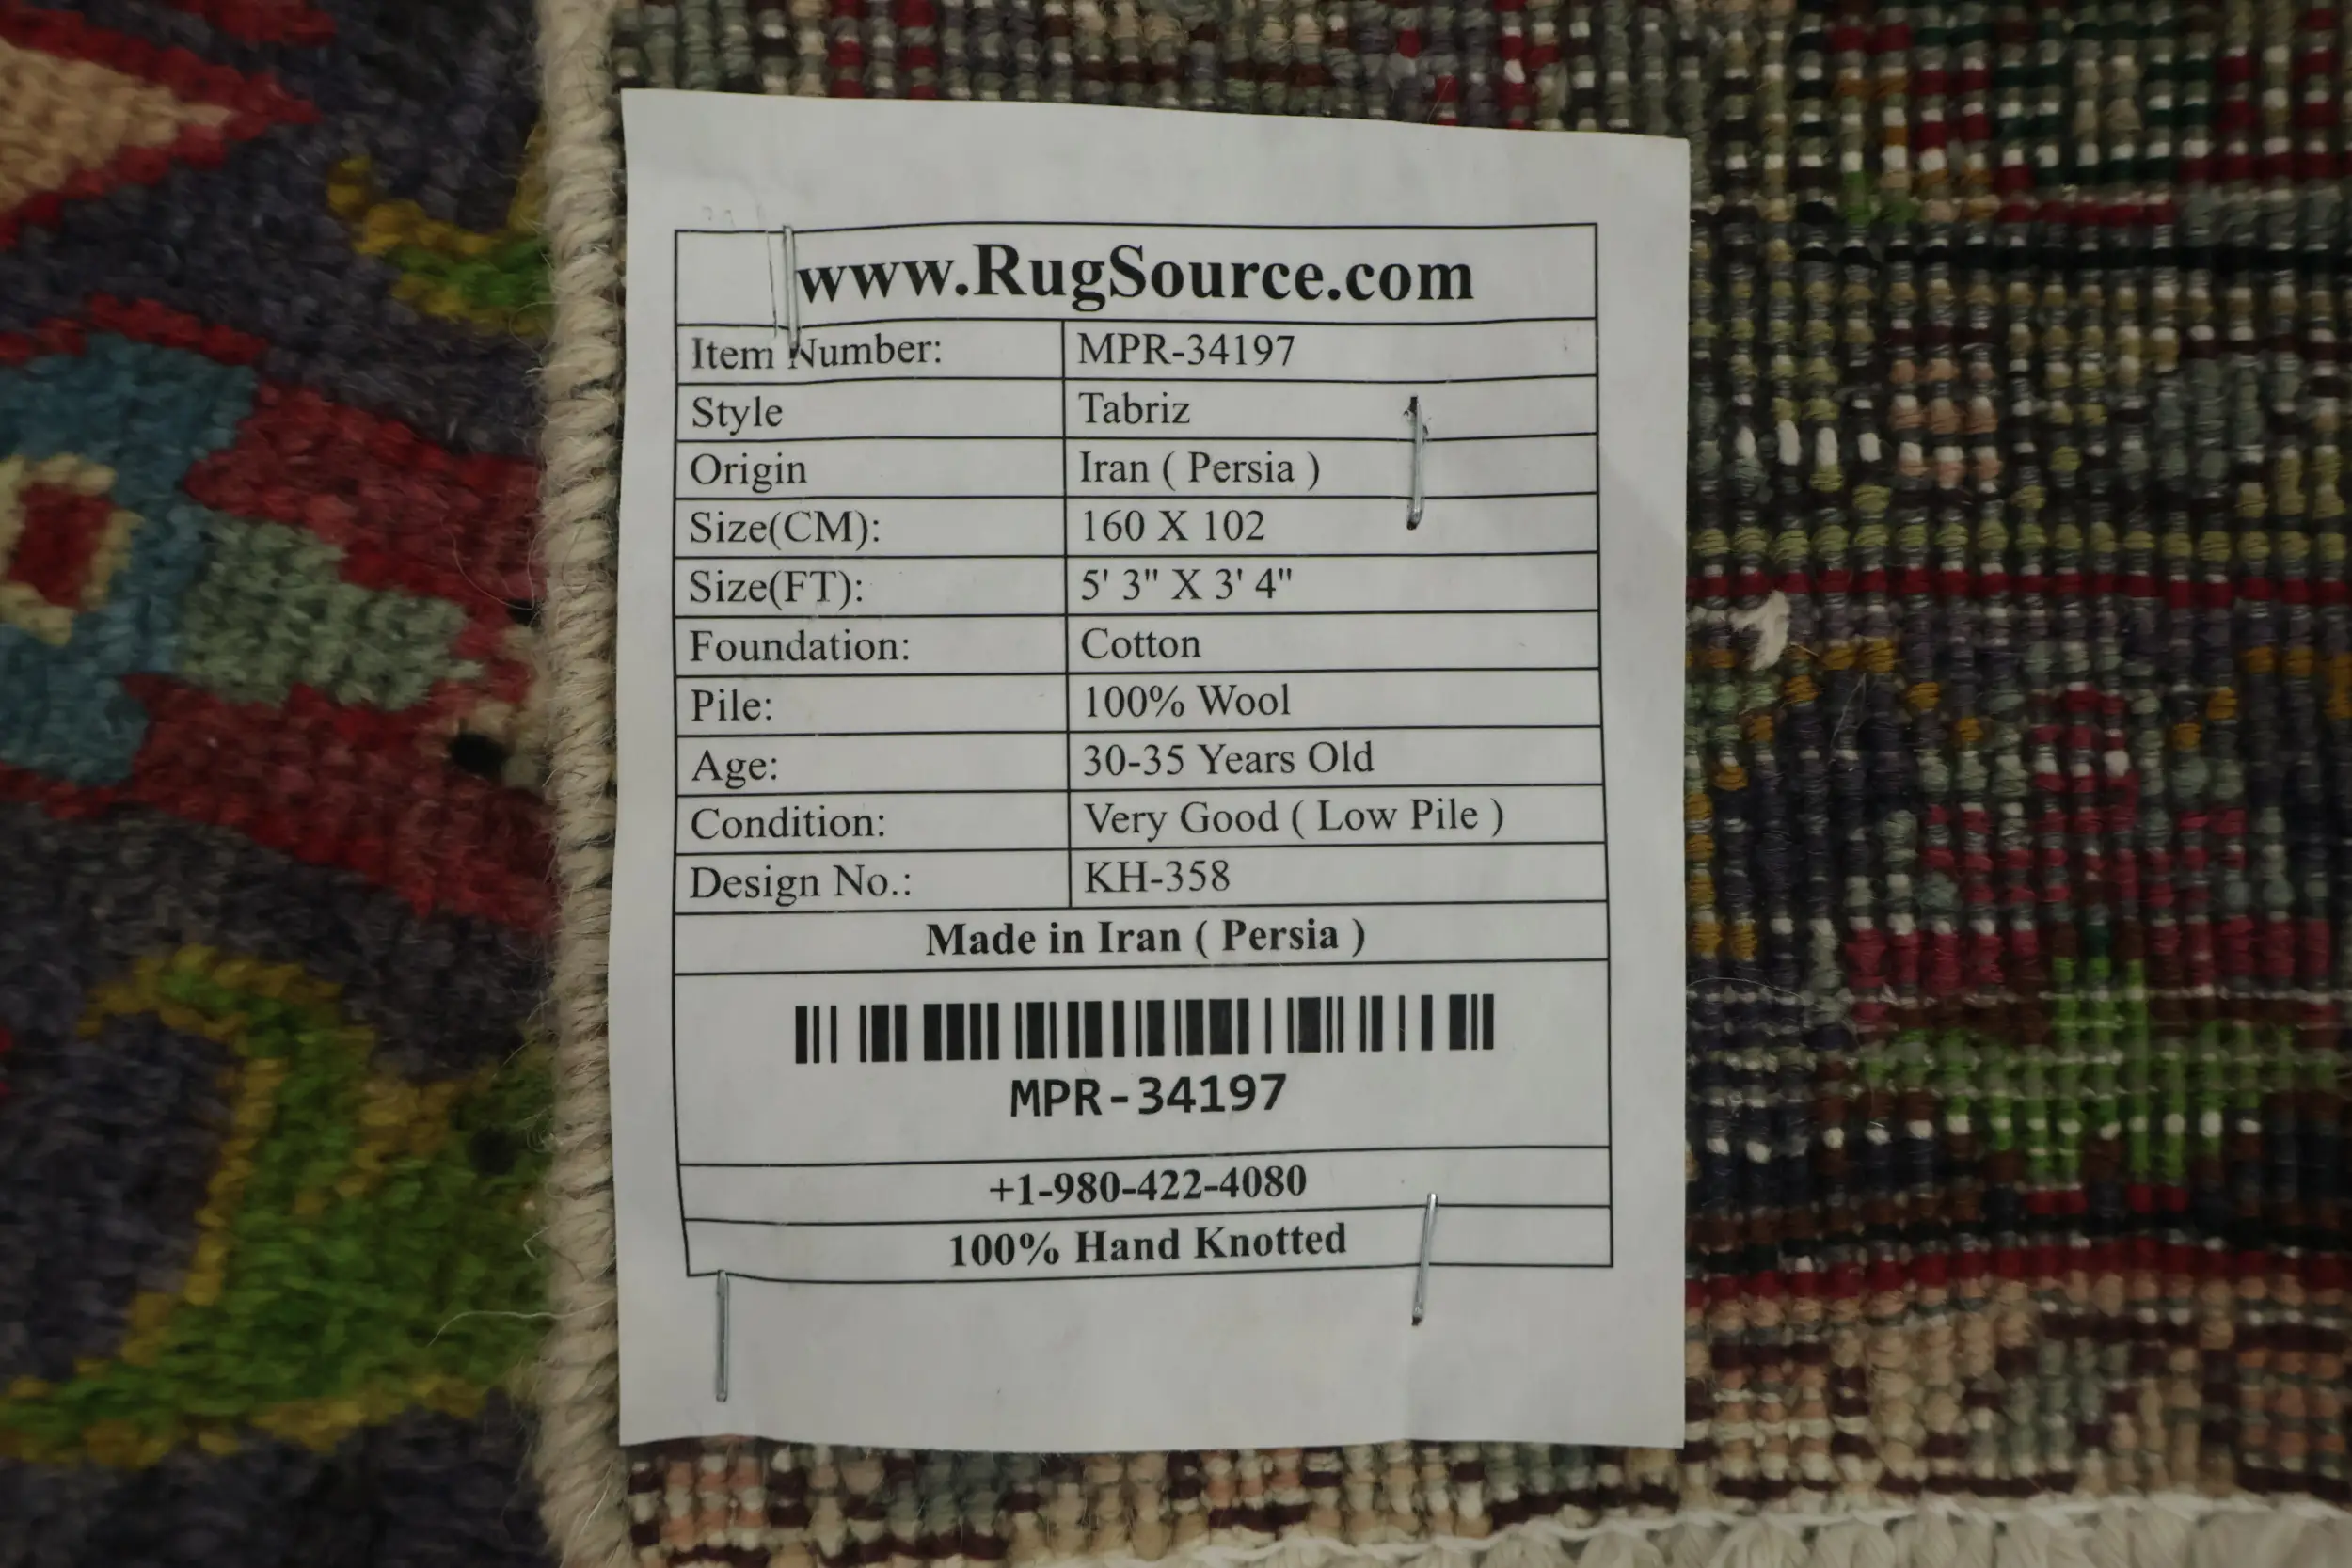 www.RugSource.com
Item Number: MPR-34197
Style Tabriz
Origin Iran ( Persia )
Size(CM): 160 X 102
Size(FT): 5' 3" X 3' 4"
Foundation: Cotton
Pile: 100% Wool
Age: 30-35 Years Old
Condition: Very Good ( Low Pile )
Design No.: KH-358
Made in Iran ( Persia )
MPR-34197
+1-980-422-4080
100% Hand Knotted